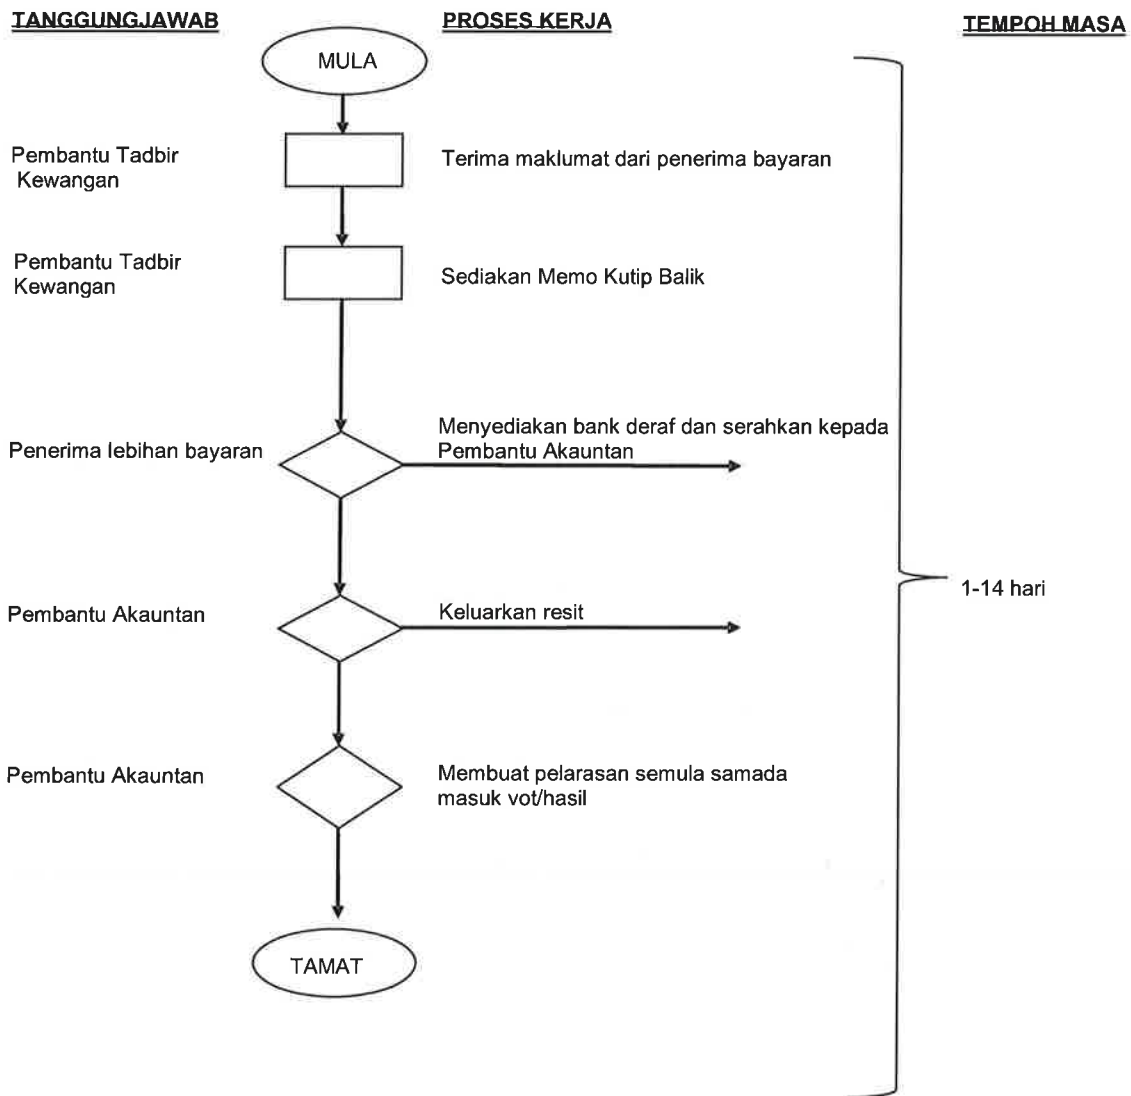 TANGGUNGJAWAB
PROSES KERJA
TEMPOH MASA
MULA
Pembantu Tadbir
Kewangan
Terima maklumat dari penerima bayaran
Pembantu Tadbir
Kewangan
Sediakan Memo Kutip Balik
Penerima lebihan bayaran
Menyediakan bank deraf dan serahkan kepada
Pembantu Akauntan
1-14 hari
Pembantu Akauntan
Keluarkan resit
Pembantu Akauntan
Membuat pelarasan semula samada
masuk vot/hasil
TAMAT